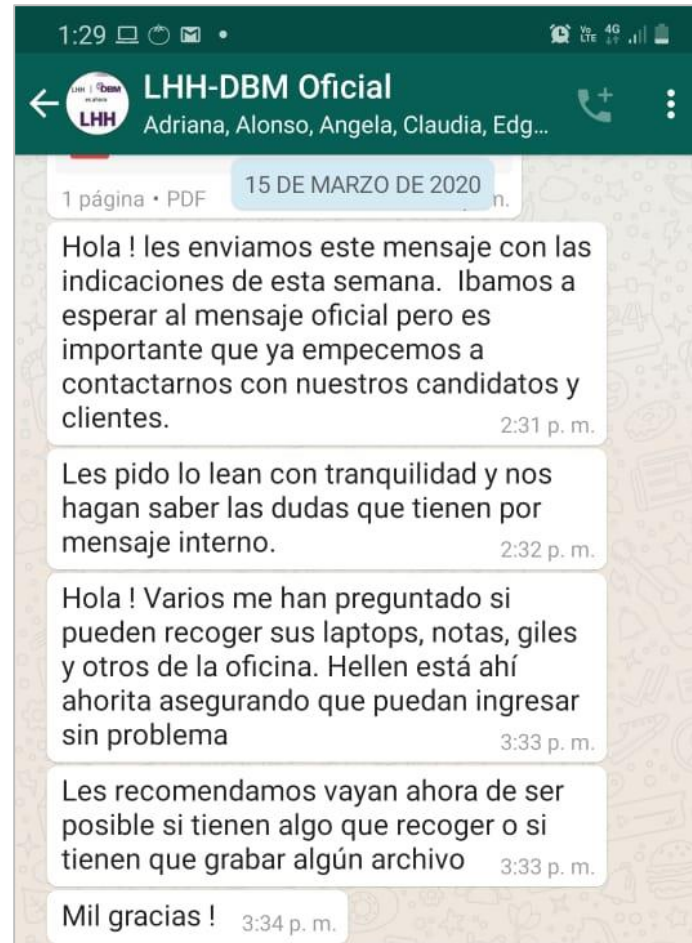 1:29
Vo LTE 4G
LHH DBM
LHH
LHH-DBM Oficial
Adriana, Alonso, Angela, Claudia, Edg...
15 DE MARZO DE 2020
1 página • PDF
n.
Hola ! les enviamos este mensaje con las
indicaciones de esta semana. Ibamos a
esperar al mensaje oficial pero es
importante que ya empecemos a
contactarnos con nuestros candidatos y
clientes.
2:31 p. m.
Les pido lo lean con tranquilidad y nos
hagan saber las dudas que tienen por
mensaje interno.
2:32 p. m.
Hola ! Varios me han preguntado si
pueden recoger sus laptops, notas, giles
y otros de la oficina. Hellen está ahí
ahorita asegurando que puedan ingresar
sin problema
3:33 p. m.
Les recomendamos vayan ahora de ser
posible si tienen algo que recoger o si
tienen que grabar algún archivo
3:33 p. m.
Mil gracias !
3:34 p. m.